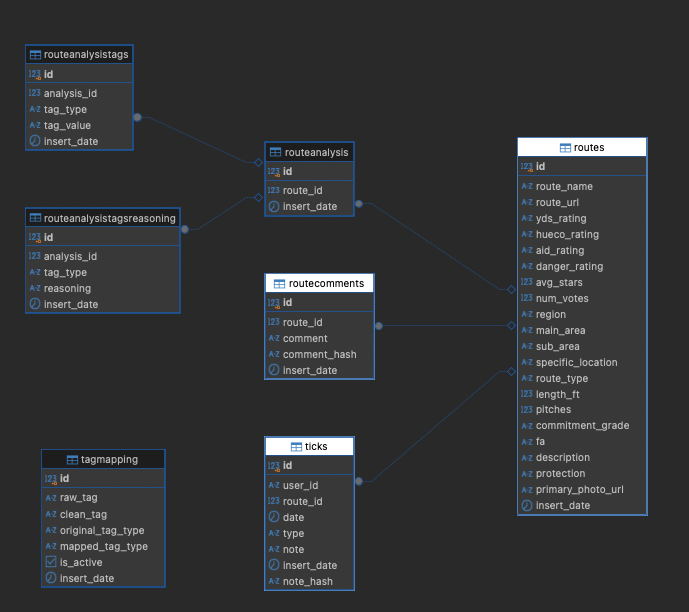 routeanalysistags
123 id
123 analysis_id
A-Z tag_type
A-Z tag_value
insert_date
routeanalysistagsreasoning
123 id
123 analysis_id
A-Z tag_type
A-Z reasoning
insert_date
tagmapping
123 id
A-Z raw_tag
A-Z clean_tag
A-Z original_tag_type
A-Z mapped_tag_type
is_active
insert_date
routeanalysis
123 id
123 route_id
insert_date
routecomments
123 id
123 route_id
A-Z comment
A-Z comment_hash
insert_date
ticks
123 id
A-Z user_id
123 route_id
date
A-Z type
A-Z note
insert_date
A-Z note_hash
routes
123 id
A-Z route_name
A-Z route_url
A-Z yds_rating
A-Z hueco_rating
A-Z aid_rating
A-Z danger_rating
123 avg_stars
123 num_votes
A-Z region
A-Z main_area
A-Z sub_area
A-Z specific_location
A-Z route_type
123 length_ft
123 pitches
A-Z commitment_grade
A-Z fa
A-Z description
A-Z protection
A-Z primary_photo_url
insert_date